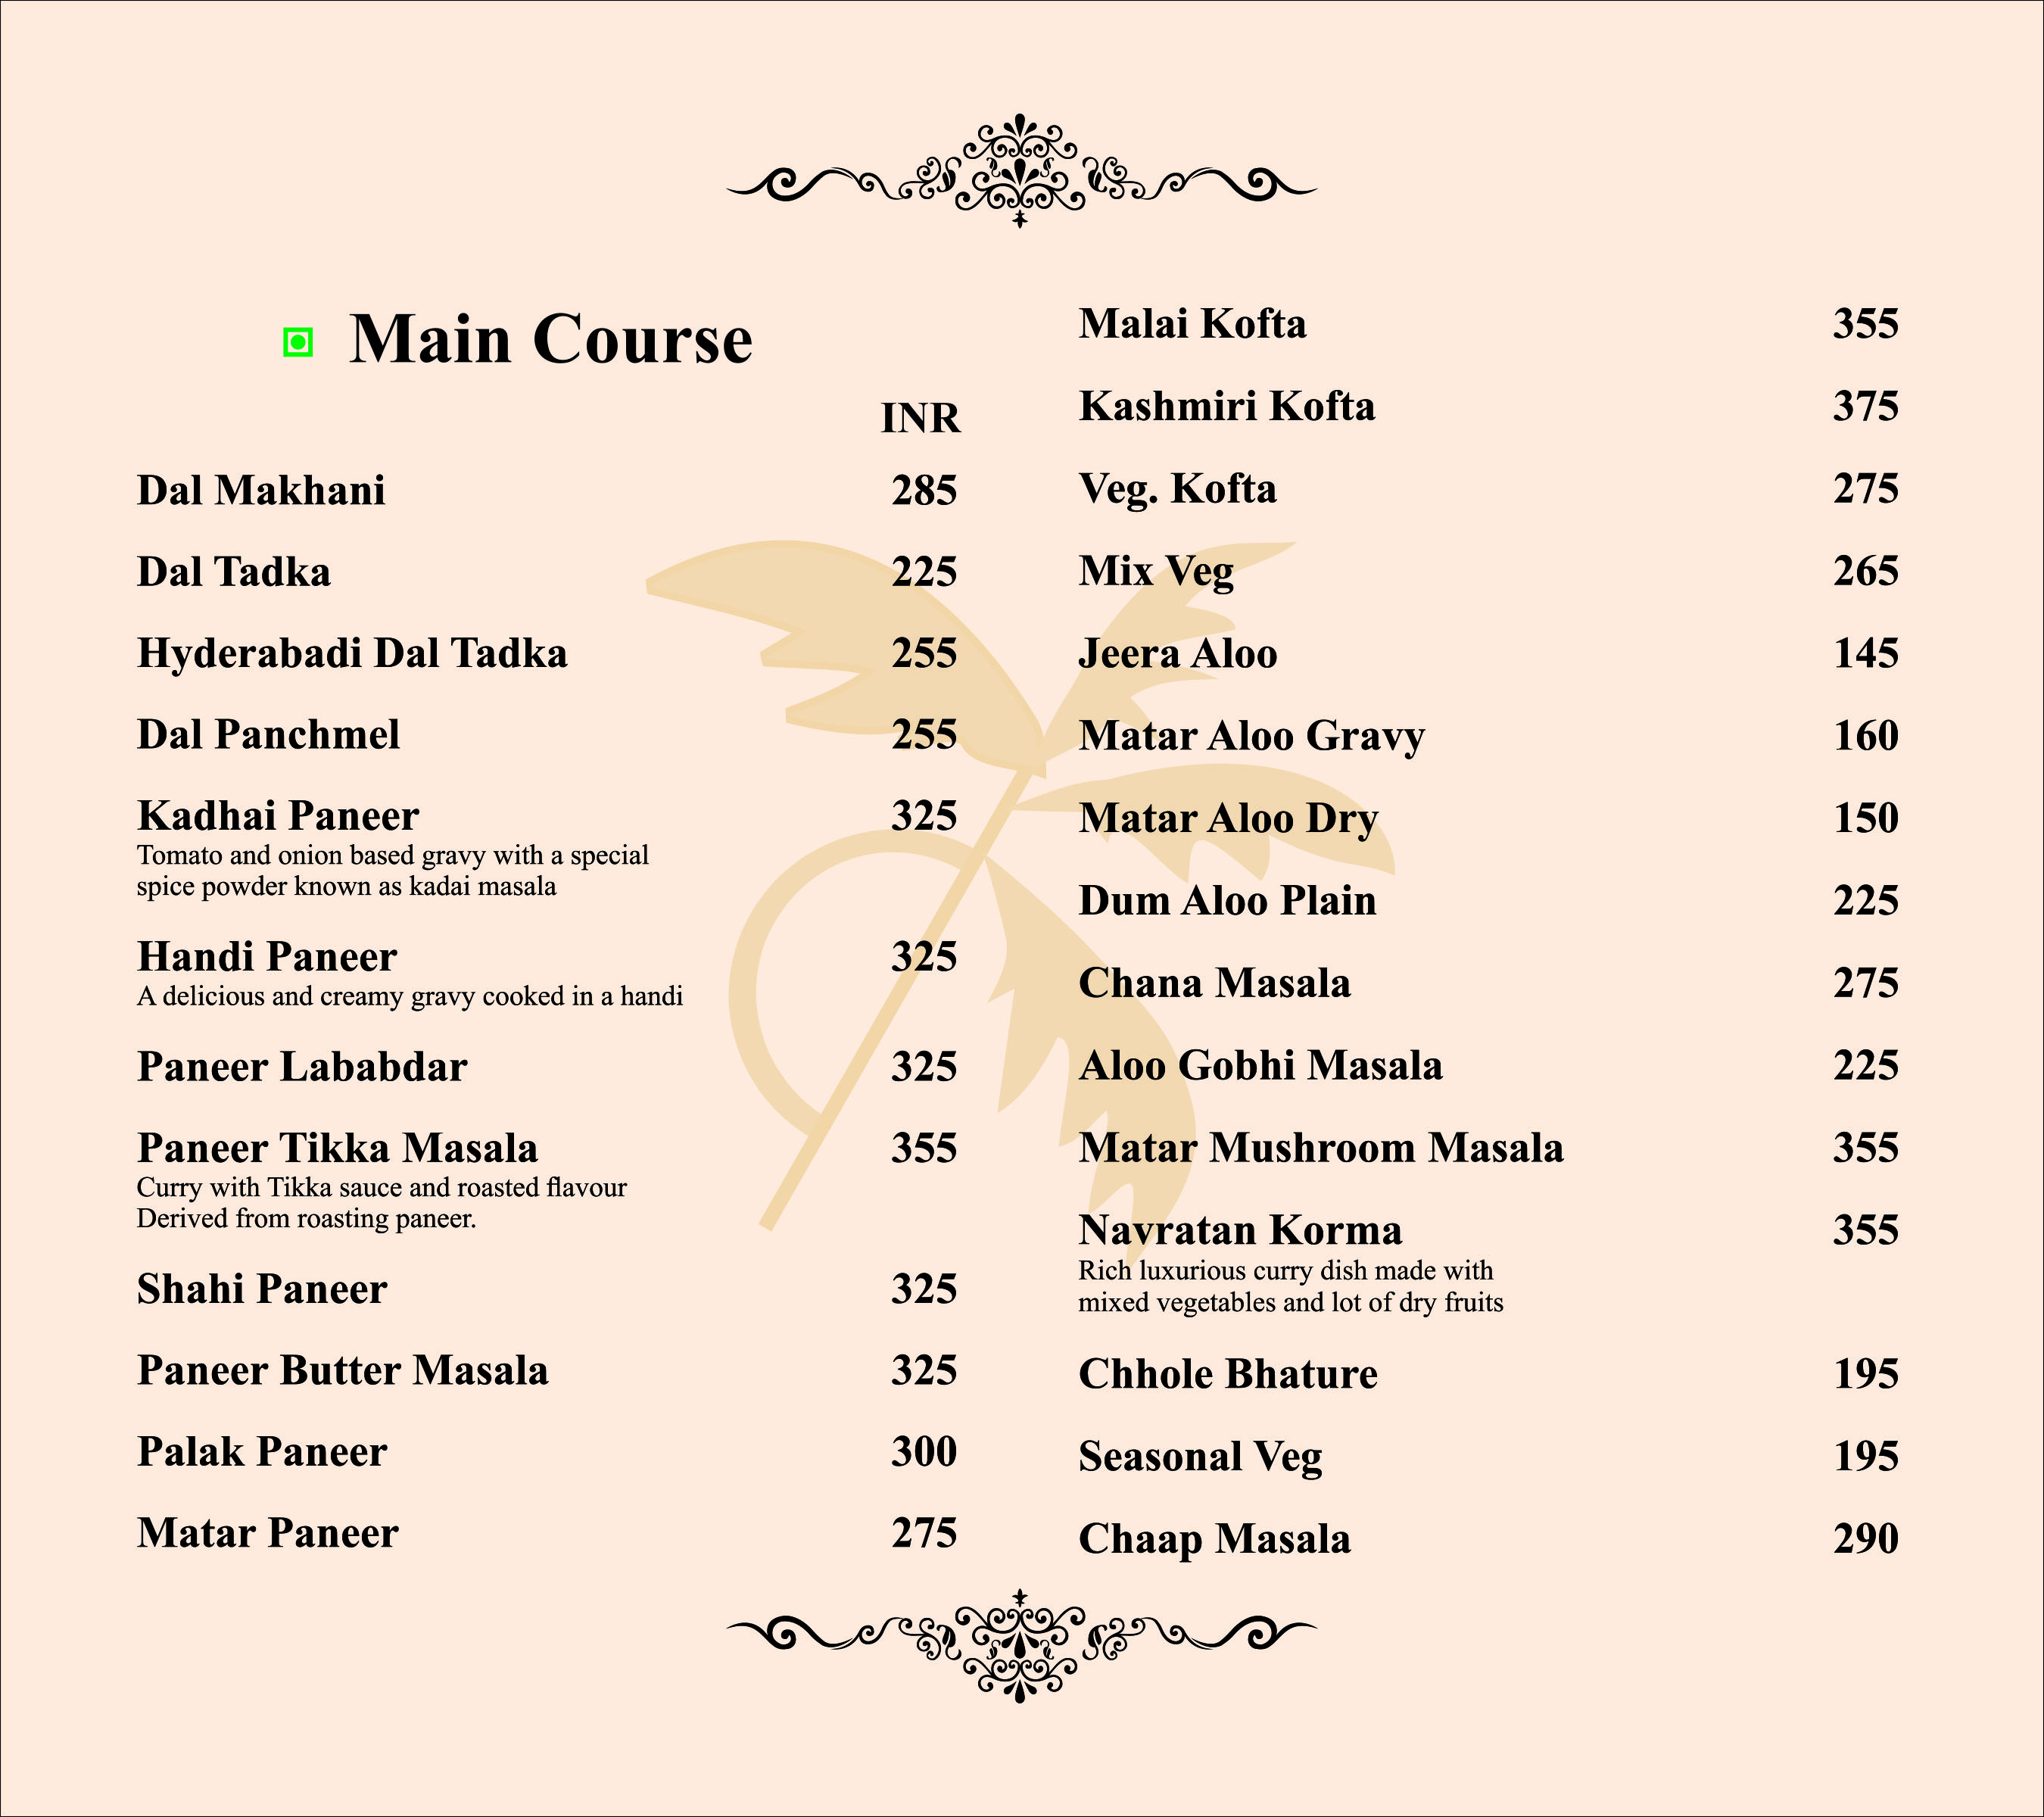 Main Course
INR
Dal Makhani 285
Dal Tadka 225
Hyderabadi Dal Tadka 255
Dal Panchmel 255
Kadhai Paneer 325
Tomato and onion based gravy with a special
spice powder known as kadai masala
Handi Paneer 325
A delicious and creamy gravy cooked in a handi
Paneer Lababdar 325
Paneer Tikka Masala 355
Curry with Tikka sauce and roasted flavour
Derived from roasting paneer.
Shahi Paneer 325
Paneer Butter Masala 325
Palak Paneer 300
Matar Paneer 275
Malai Kofta 355
Kashmiri Kofta 375
Veg. Kofta 275
Mix Veg 265
Jeera Aloo 145
Matar Aloo Gravy 160
Matar Aloo Dry 150
Dum Aloo Plain 225
Chana Masala 275
Aloo Gobhi Masala 225
Matar Mushroom Masala 355
Navratan Korma 355
Rich luxurious curry dish made with
mixed vegetables and lot of dry fruits
Chhole Bhature 195
Seasonal Veg 195
Chaap Masala 290